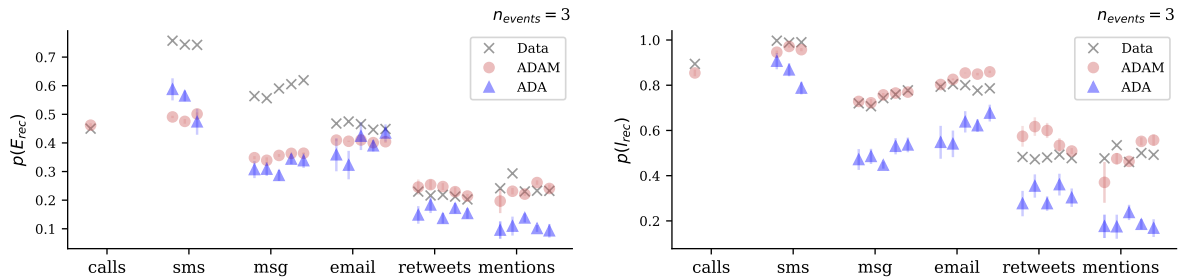 n_events = 3
p(E_rec)
0.7
0.6
0.5
0.4
0.3
0.2
0.1
Data
ADAM
ADA
calls sms msg email retweets mentions
n_events = 3
p(I_rec)
1.0
0.8
0.6
0.4
0.2
Data
ADAM
ADA
calls sms msg email retweets mentions